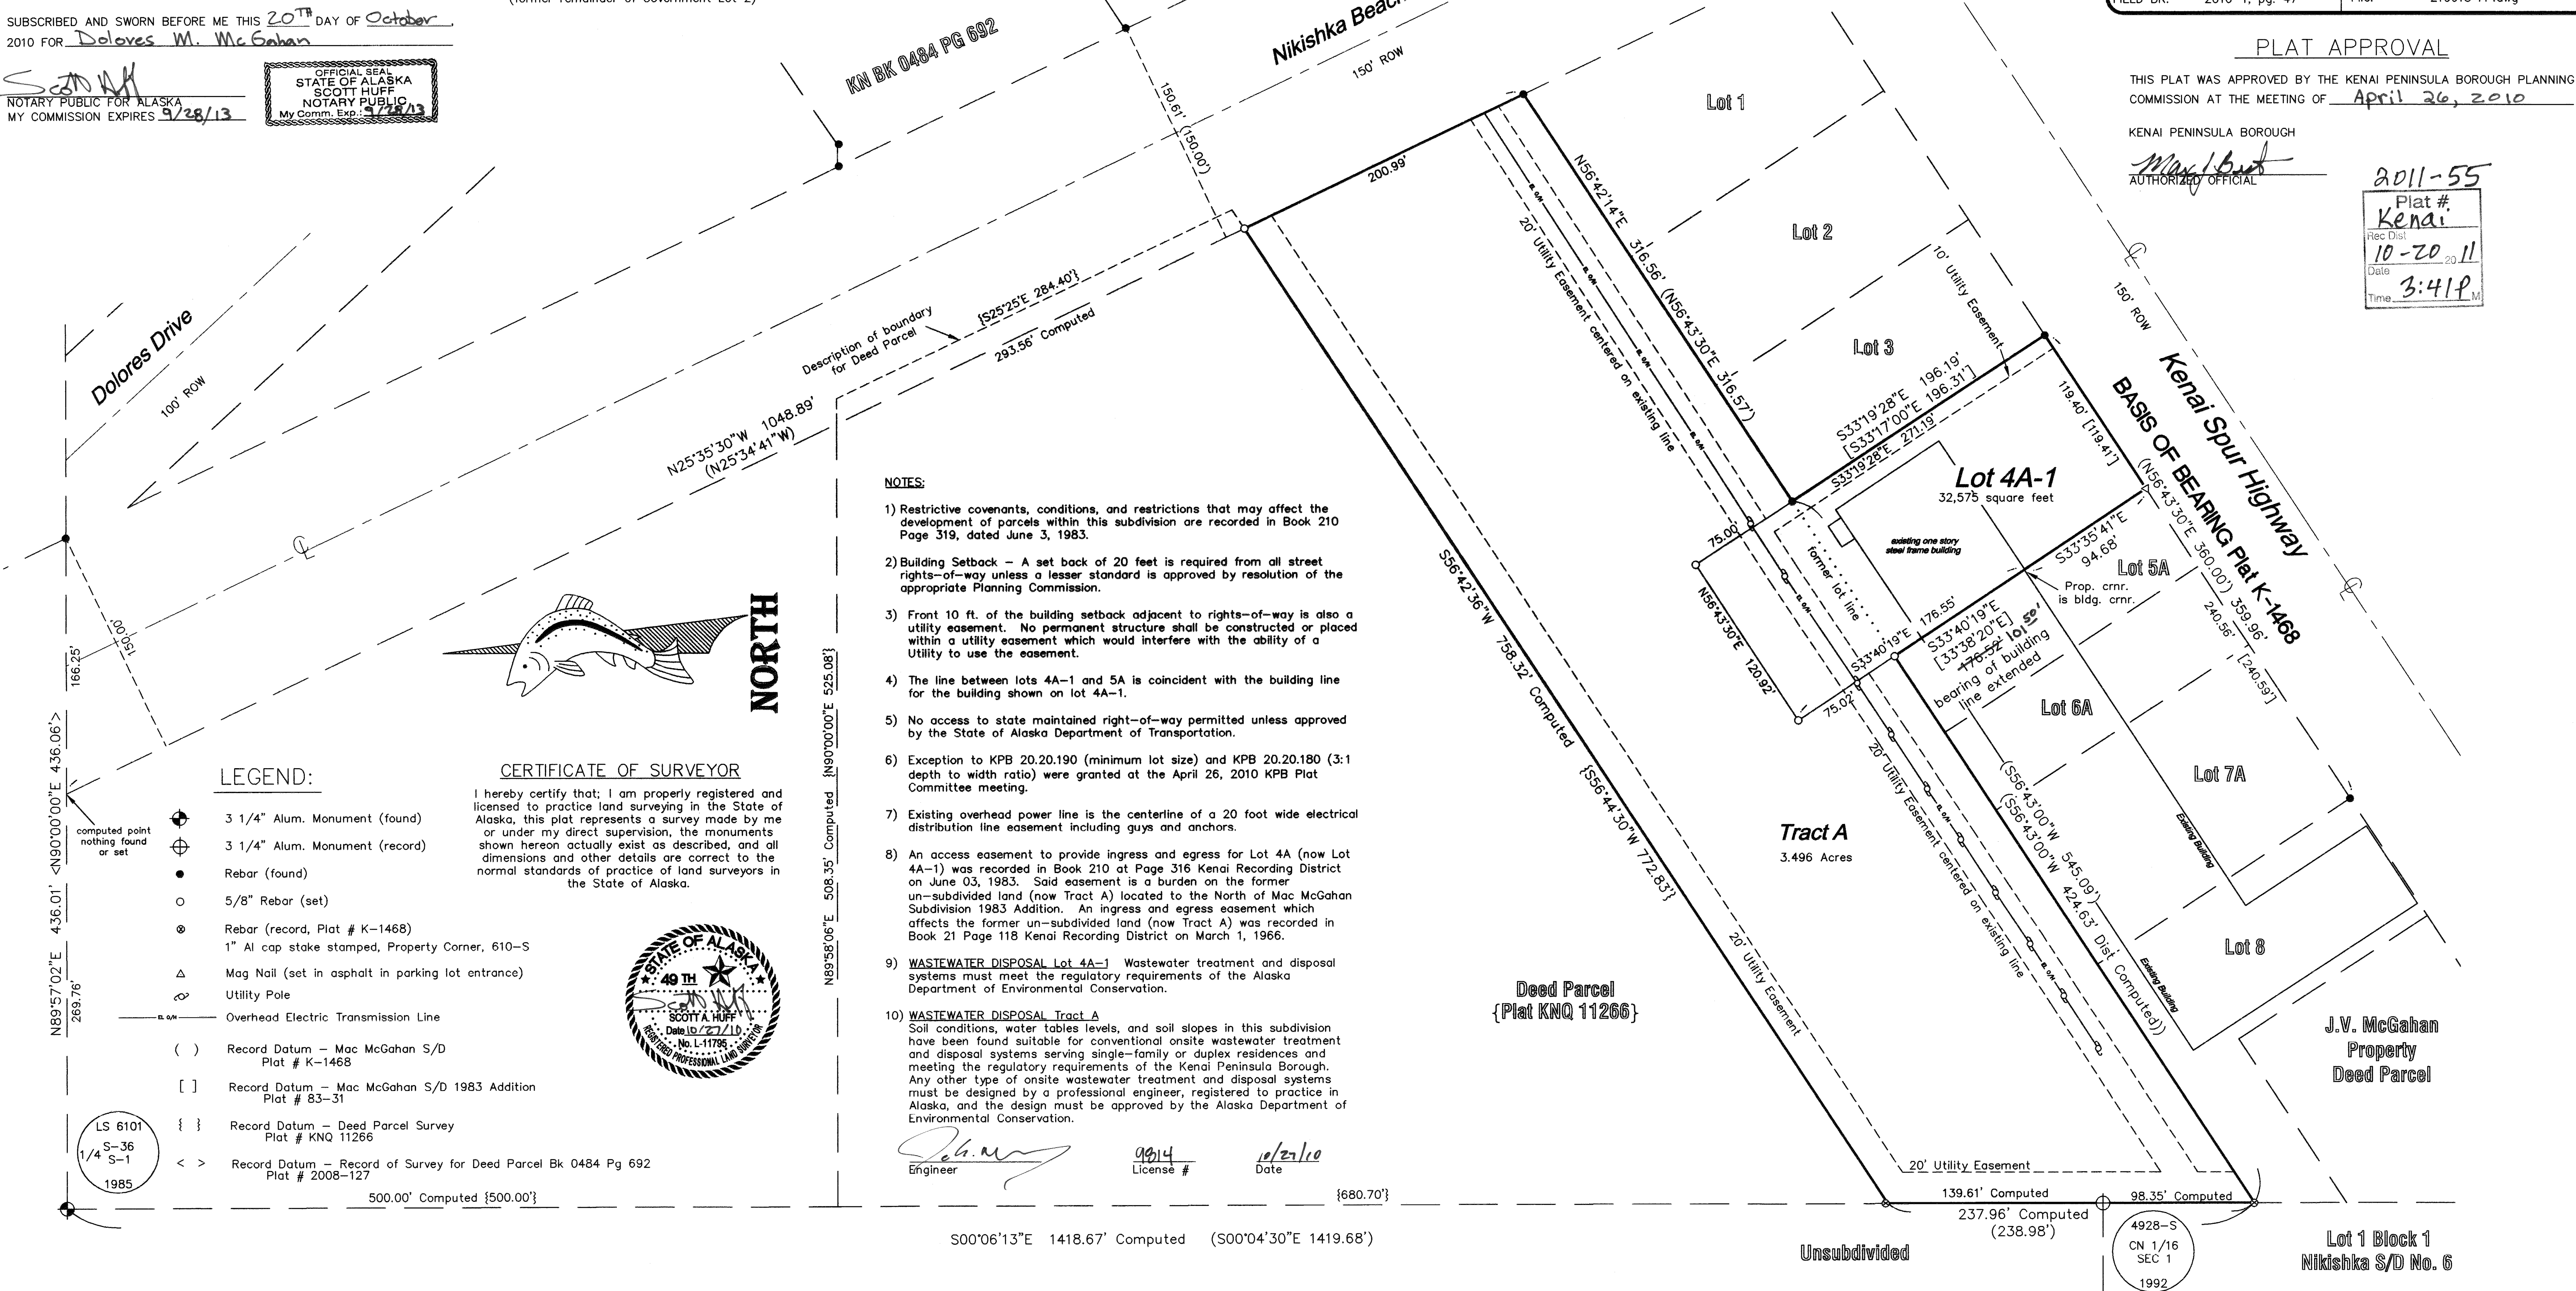 SUBSCRIBED AND SWORN BEFORE ME THIS 20TH DAY OF October
2010 FOR Doloves M. McGahan
NOTARY PUBLIC FOR ALASKA
MY COMMISSION EXPIRES 9/28/13
OFFICIAL SEAL
STATE OF ALASKA
SCOTT HUFF
NOTARY PUBLIC
My Comm. Exp.: 9/28/13
KN BK 0484 PG 692
150.61' (150.00')
Nikishka Beach
150' ROW
PLAT APPROVAL
THIS PLAT WAS APPROVED BY THE KENAI PENINSULA BOROUGH PLANNING
COMMISSION AT THE MEETING OF April 26, 2010
KENAI PENINSULA BOROUGH
AUTHORIZED OFFICIAL
2011-55
Plat #
Kenai
Rec Dist
10-20 2011
Date
Time 3:41P M
Dolores Drive
100' ROW
Description of boundary
for Deed Parcel
{S25°25'E 284.40'}
293.56' Computed
N25°35'30"W 1048.89'
(N25°34'41"W)
200.99'
N56°42'14"E 316.56' (N56°43'30"E 316.57')
20' Utility Easement centered on existing line
Lot 1
Lot 2
Lot 3
10' Utility Easement
S33°19'28"E 196.19'
[S33°17'00"E 196.31']
S33°19'28"E 271.19'
119.40' [119.41']
150' ROW
Kenai Spur Highway
BASIS OF BEARING Plat K-1468
(N56°43'30"E 360.00') 359.96'
240.56' [240.59']
Lot 4A-1
32,575 square feet
existing one story
steel frame building
former lot line
75.00'
N56°43'30"E 120.92'
75.02'
S33°40'19"E 176.55'
S33°35'41"E
94.68'
Lot 5A
Prop. crnr.
is bldg. crnr.
S33°40'19"E
[33°38'20"E]
176.52' 101.50'
bearing of building
line extended
Lot 6A
Lot 7A
Lot 8
Existing Building
Existing Building
(S56°43'00"W 545.09')
(S56°43'00"W 424.63' Dist Computed))
20' Utility Easement centered on existing line
S56°42'36"W 758.32' Computed {S56°44'30"W 772.83'}
Tract A
3.496 Acres
20' Utility Easement
20' Utility Easement
Deed Parcel
{Plat KNQ 11266}
J.V. McGahan
Property
Deed Parcel
150.00'
166.25'
N89°57'02"E 436.01' <N90°00'00"E 436.06'>
269.76'
computed point
nothing found
or set
NORTH
N89°58'06"E 508.35' Computed {N90°00'00"E 525.08'}
LEGEND:
3 1/4" Alum. Monument (found)
3 1/4" Alum. Monument (record)
Rebar (found)
5/8" Rebar (set)
Rebar (record, Plat # K-1468)
1" Al cap stake stamped, Property Corner, 610-S
Mag Nail (set in asphalt in parking lot entrance)
Utility Pole
Overhead Electric Transmission Line
( ) Record Datum - Mac McGahan S/D
Plat # K-1468
[ ] Record Datum - Mac McGahan S/D 1983 Addition
Plat # 83-31
{ } Record Datum - Deed Parcel Survey
Plat # KNQ 11266
< > Record Datum - Record of Survey for Deed Parcel Bk 0484 Pg 692
Plat # 2008-127
CERTIFICATE OF SURVEYOR
I hereby certify that; I am properly registered and
licensed to practice land surveying in the State of
Alaska, this plat represents a survey made by me
or under my direct supervision, the monuments
shown hereon actually exist as described, and all
dimensions and other details are correct to the
normal standards of practice of land surveyors in
the State of Alaska.
STATE OF ALASKA
49 TH
SCOTT A. HUFF
Date 10/27/10
No. L-11795
REGISTERED PROFESSIONAL LAND SURVEYOR
NOTES:
1) Restrictive covenants, conditions, and restrictions that may affect the
development of parcels within this subdivision are recorded in Book 210
Page 319, dated June 3, 1983.
2) Building Setback - A set back of 20 feet is required from all street
rights-of-way unless a lesser standard is approved by resolution of the
appropriate Planning Commission.
3) Front 10 ft. of the building setback adjacent to rights-of-way is also a
utility easement. No permanent structure shall be constructed or placed
within a utility easement which would interfere with the ability of a
Utility to use the easement.
4) The line between lots 4A-1 and 5A is coincident with the building line
for the building shown on lot 4A-1.
5) No access to state maintained right-of-way permitted unless approved
by the State of Alaska Department of Transportation.
6) Exception to KPB 20.20.190 (minimum lot size) and KPB 20.20.180 (3:1
depth to width ratio) were granted at the April 26, 2010 KPB Plat
Committee meeting.
7) Existing overhead power line is the centerline of a 20 foot wide electrical
distribution line easement including guys and anchors.
8) An access easement to provide ingress and egress for Lot 4A (now Lot
4A-1) was recorded in Book 210 at Page 316 Kenai Recording District
on June 03, 1983. Said easement is a burden on the former
un-subdivided land (now Tract A) located to the North of Mac McGahan
Subdivision 1983 Addition. An ingress and egress easement which
affects the former un-subdivided land (now Tract A) was recorded in
Book 21 Page 118 Kenai Recording District on March 1, 1966.
9) WASTEWATER DISPOSAL Lot 4A-1 Wastewater treatment and disposal
systems must meet the regulatory requirements of the Alaska
Department of Environmental Conservation.
10) WASTEWATER DISPOSAL Tract A
Soil conditions, water tables levels, and soil slopes in this subdivision
have been found suitable for conventional onsite wastewater treatment
and disposal systems serving single-family or duplex residences and
meeting the regulatory requirements of the Kenai Peninsula Borough.
Any other type of onsite wastewater treatment and disposal systems
must be designed by a professional engineer, registered to practice in
Alaska, and the design must be approved by the Alaska Department of
Environmental Conservation.
9814 10/27/10
Engineer License # Date
LS 6101
1/4 S-36
S-1
1985
500.00' Computed {500.00'}
{680.70'}
139.61' Computed
98.35' Computed
237.96' Computed
(238.98')
S00°06'13"E 1418.67' Computed (S00°04'30"E 1419.68')
Unsubdivided
4928-S
CN 1/16
SEC 1
1992
Lot 1 Block 1
Nikishka S/D No. 6